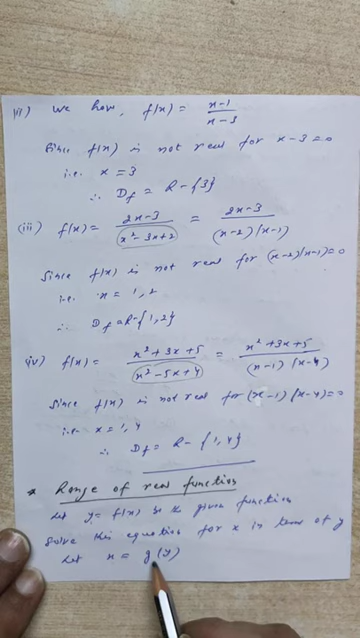 ii) We have, f(x) = x-1 / x-3
Since f(x) is not real for x-3=0
i.e. x = 3
∴ Df = R-{3}
(iii) f(x) = 2x-3 / x²-3x+2 = 2x-3 / (x-2)(x-1)
Since f(x) is not real for (x-2)(x-1)=0
i.e. x = 1, 2
∴ Df = R-{1,2}
(iv) f(x) = x²+3x+5 / x²-5x+4 = x²+3x+5 / (x-1)(x-4)
Since f(x) is not real for (x-1)(x-4)=0
i.e. x = 1, 4
∴ Df = R-{1,4}
* Range of real function
Let y = f(x) be the given function
Solve this equation for x in term of y
Let x = g(y)